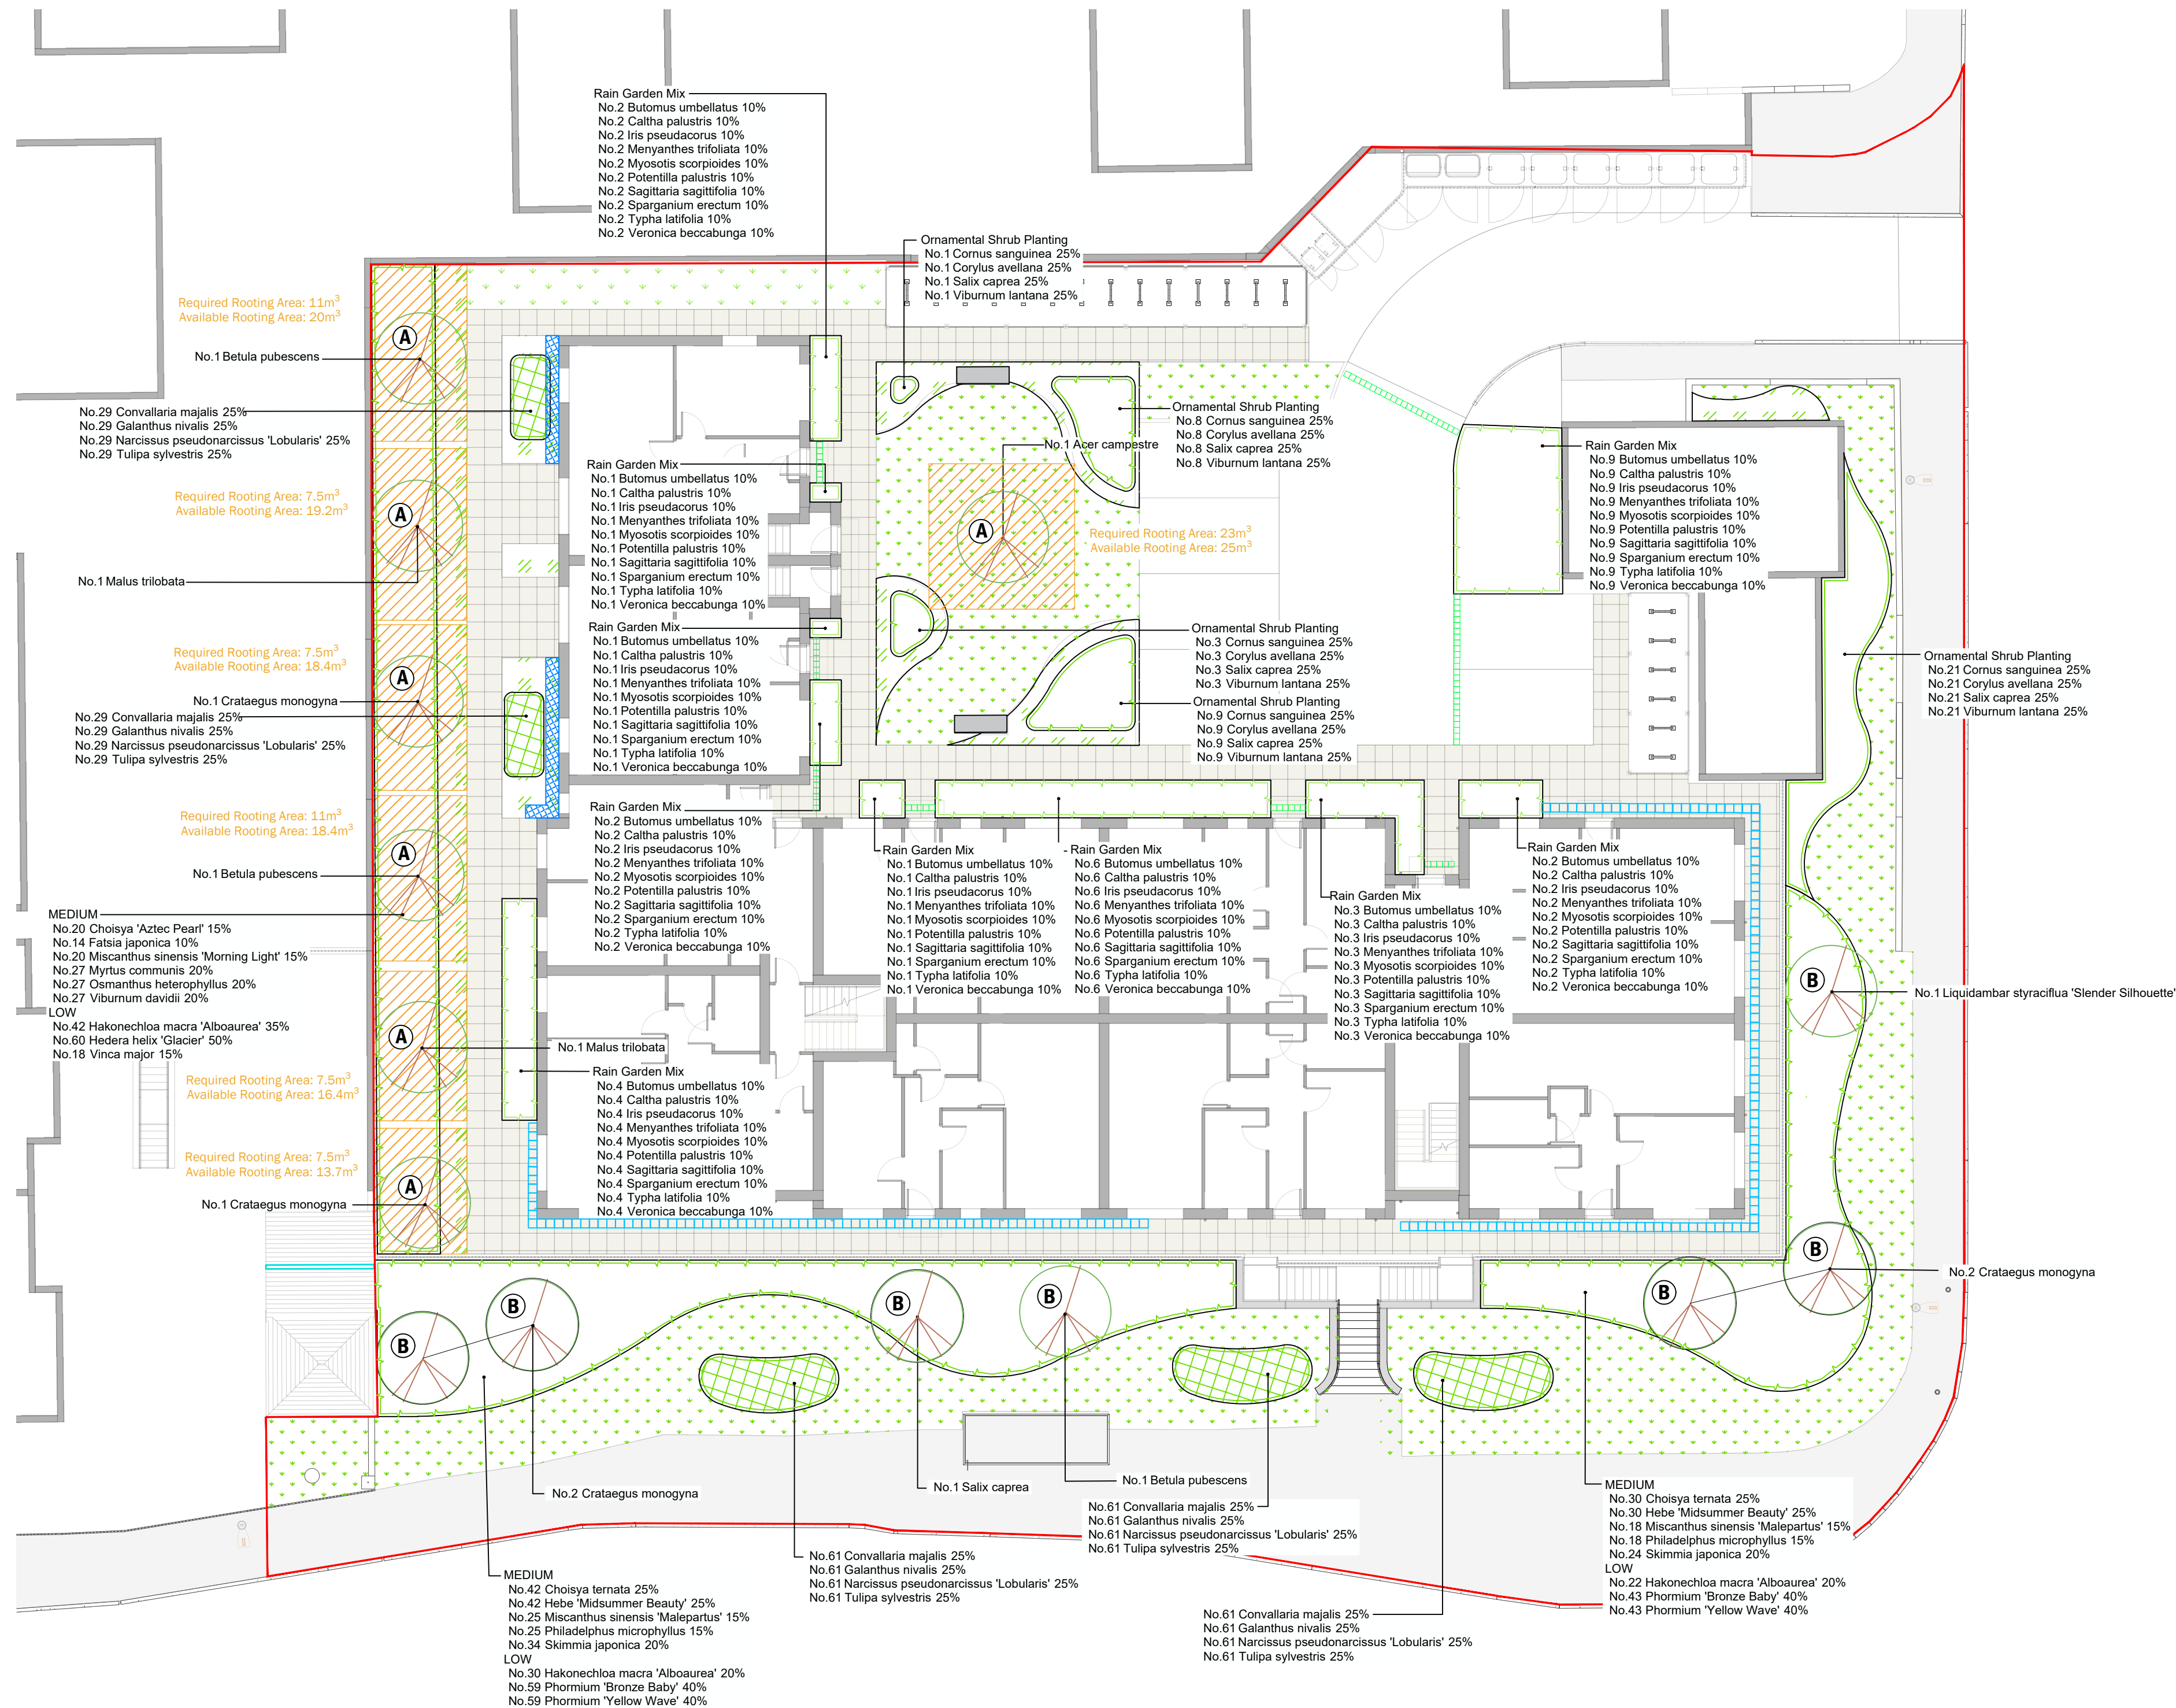 Rain Garden Mix
No.2 Butomus umbellatus 10%
No.2 Caltha palustris 10%
No.2 Iris pseudacorus 10%
No.2 Menyanthes trifoliata 10%
No.2 Myosotis scorpioides 10%
No.2 Potentilla palustris 10%
No.2 Sagittaria sagittifolia 10%
No.2 Sparganium erectum 10%
No.2 Typha latifolia 10%
No.2 Veronica beccabunga 10%
Ornamental Shrub Planting
No.1 Cornus sanguinea 25%
No.1 Corylus avellana 25%
No.1 Salix caprea 25%
No.1 Viburnum lantana 25%
Required Rooting Area: 11m³
Available Rooting Area: 20m³
A
No.1 Betula pubescens
No.29 Convallaria majalis 25%
No.29 Galanthus nivalis 25%
No.29 Narcissus pseudonarcissus 'Lobularis' 25%
No.29 Tulipa sylvestris 25%
Ornamental Shrub Planting
No.8 Cornus sanguinea 25%
No.8 Corylus avellana 25%
No.8 Salix caprea 25%
No.8 Viburnum lantana 25%
No.1 Acer campestre
A
Required Rooting Area: 23m³
Available Rooting Area: 25m³
Rain Garden Mix
No.9 Butomus umbellatus 10%
No.9 Caltha palustris 10%
No.9 Iris pseudacorus 10%
No.9 Menyanthes trifoliata 10%
No.9 Myosotis scorpioides 10%
No.9 Potentilla palustris 10%
No.9 Sagittaria sagittifolia 10%
No.9 Sparganium erectum 10%
No.9 Typha latifolia 10%
No.9 Veronica beccabunga 10%
Rain Garden Mix
No.1 Butomus umbellatus 10%
No.1 Caltha palustris 10%
No.1 Iris pseudacorus 10%
No.1 Menyanthes trifoliata 10%
No.1 Myosotis scorpioides 10%
No.1 Potentilla palustris 10%
No.1 Sagittaria sagittifolia 10%
No.1 Sparganium erectum 10%
No.1 Typha latifolia 10%
No.1 Veronica beccabunga 10%
Required Rooting Area: 7.5m³
Available Rooting Area: 19.2m³
A
No.1 Malus trilobata
Rain Garden Mix
No.1 Butomus umbellatus 10%
No.1 Caltha palustris 10%
No.1 Iris pseudacorus 10%
No.1 Menyanthes trifoliata 10%
No.1 Myosotis scorpioides 10%
No.1 Potentilla palustris 10%
No.1 Sagittaria sagittifolia 10%
No.1 Sparganium erectum 10%
No.1 Typha latifolia 10%
No.1 Veronica beccabunga 10%
Ornamental Shrub Planting
No.3 Cornus sanguinea 25%
No.3 Corylus avellana 25%
No.3 Salix caprea 25%
No.3 Viburnum lantana 25%
Ornamental Shrub Planting
No.9 Cornus sanguinea 25%
No.9 Corylus avellana 25%
No.9 Salix caprea 25%
No.9 Viburnum lantana 25%
Ornamental Shrub Planting
No.21 Cornus sanguinea 25%
No.21 Corylus avellana 25%
No.21 Salix caprea 25%
No.21 Viburnum lantana 25%
Required Rooting Area: 7.5m³
Available Rooting Area: 18.4m³
A
No.1 Crataegus monogyna
No.29 Convallaria majalis 25%
No.29 Galanthus nivalis 25%
No.29 Narcissus pseudonarcissus 'Lobularis' 25%
No.29 Tulipa sylvestris 25%
Required Rooting Area: 11m³
Available Rooting Area: 18.4m³
A
No.1 Betula pubescens
Rain Garden Mix
No.2 Butomus umbellatus 10%
No.2 Caltha palustris 10%
No.2 Iris pseudacorus 10%
No.2 Menyanthes trifoliata 10%
No.2 Myosotis scorpioides 10%
No.2 Potentilla palustris 10%
No.2 Sagittaria sagittifolia 10%
No.2 Sparganium erectum 10%
No.2 Typha latifolia 10%
No.2 Veronica beccabunga 10%
Rain Garden Mix
No.1 Butomus umbellatus 10%
No.1 Caltha palustris 10%
No.1 Iris pseudacorus 10%
No.1 Menyanthes trifoliata 10%
No.1 Myosotis scorpioides 10%
No.1 Potentilla palustris 10%
No.1 Sagittaria sagittifolia 10%
No.1 Sparganium erectum 10%
No.1 Typha latifolia 10%
No.1 Veronica beccabunga 10%
Rain Garden Mix
No.6 Butomus umbellatus 10%
No.6 Caltha palustris 10%
No.6 Iris pseudacorus 10%
No.6 Menyanthes trifoliata 10%
No.6 Myosotis scorpioides 10%
No.6 Potentilla palustris 10%
No.6 Sagittaria sagittifolia 10%
No.6 Sparganium erectum 10%
No.6 Typha latifolia 10%
No.6 Veronica beccabunga 10%
Rain Garden Mix
No.3 Butomus umbellatus 10%
No.3 Caltha palustris 10%
No.3 Iris pseudacorus 10%
No.3 Menyanthes trifoliata 10%
No.3 Myosotis scorpioides 10%
No.3 Potentilla palustris 10%
No.3 Sagittaria sagittifolia 10%
No.3 Sparganium erectum 10%
No.3 Typha latifolia 10%
No.3 Veronica beccabunga 10%
Rain Garden Mix
No.2 Butomus umbellatus 10%
No.2 Caltha palustris 10%
No.2 Iris pseudacorus 10%
No.2 Menyanthes trifoliata 10%
No.2 Myosotis scorpioides 10%
No.2 Potentilla palustris 10%
No.2 Sagittaria sagittifolia 10%
No.2 Sparganium erectum 10%
No.2 Typha latifolia 10%
No.2 Veronica beccabunga 10%
MEDIUM
No.20 Choisya 'Aztec Pearl' 15%
No.14 Fatsia japonica 10%
No.20 Miscanthus sinensis 'Morning Light' 15%
No.27 Myrtus communis 20%
No.27 Osmanthus heterophyllus 20%
No.27 Viburnum davidii 20%
LOW
No.42 Hakonechloa macra 'Alboaurea' 35%
No.60 Hedera helix 'Glacier' 50%
No.18 Vinca major 15%
B
No.1 Liquidambar styraciflua 'Slender Silhouette'
A
No.1 Malus trilobata
Required Rooting Area: 7.5m³
Available Rooting Area: 16.4m³
Rain Garden Mix
No.4 Butomus umbellatus 10%
No.4 Caltha palustris 10%
No.4 Iris pseudacorus 10%
No.4 Menyanthes trifoliata 10%
No.4 Myosotis scorpioides 10%
No.4 Potentilla palustris 10%
No.4 Sagittaria sagittifolia 10%
No.4 Sparganium erectum 10%
No.4 Typha latifolia 10%
No.4 Veronica beccabunga 10%
Required Rooting Area: 7.5m³
Available Rooting Area: 13.7m³
A
No.1 Crataegus monogyna
B
B
B
B
B
B
No.2 Crataegus monogyna
No.2 Crataegus monogyna
No.1 Salix caprea
No.1 Betula pubescens
No.61 Convallaria majalis 25%
No.61 Galanthus nivalis 25%
No.61 Narcissus pseudonarcissus 'Lobularis' 25%
No.61 Tulipa sylvestris 25%
No.61 Convallaria majalis 25%
No.61 Galanthus nivalis 25%
No.61 Narcissus pseudonarcissus 'Lobularis' 25%
No.61 Tulipa sylvestris 25%
No.61 Convallaria majalis 25%
No.61 Galanthus nivalis 25%
No.61 Narcissus pseudonarcissus 'Lobularis' 25%
No.61 Tulipa sylvestris 25%
MEDIUM
No.30 Choisya ternata 25%
No.30 Hebe 'Midsummer Beauty' 25%
No.18 Miscanthus sinensis 'Malepartus' 15%
No.18 Philadelphus microphyllus 15%
No.24 Skimmia japonica 20%
LOW
No.22 Hakonechloa macra 'Alboaurea' 20%
No.43 Phormium 'Bronze Baby' 40%
No.43 Phormium 'Yellow Wave' 40%
MEDIUM
No.42 Choisya ternata 25%
No.42 Hebe 'Midsummer Beauty' 25%
No.25 Miscanthus sinensis 'Malepartus' 15%
No.25 Philadelphus microphyllus 15%
No.34 Skimmia japonica 20%
LOW
No.30 Hakonechloa macra 'Alboaurea' 20%
No.59 Phormium 'Bronze Baby' 40%
No.59 Phormium 'Yellow Wave' 40%